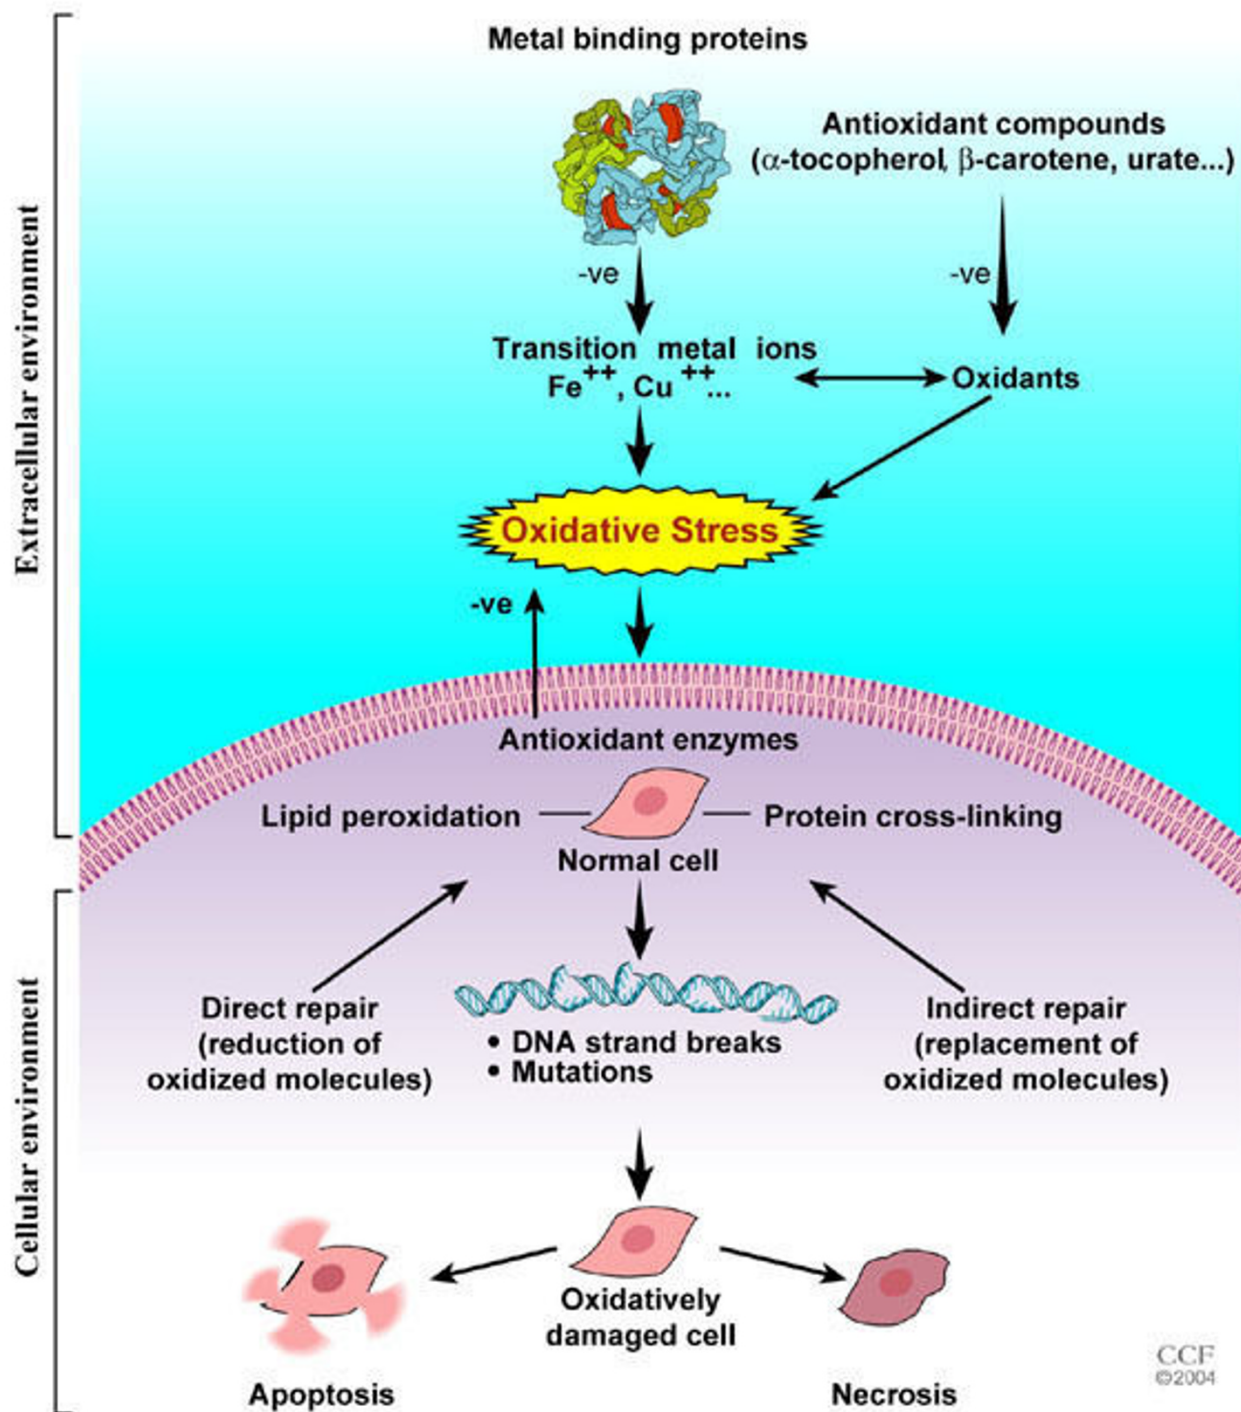 Metal binding proteins
Antioxidant compounds
(α-tocopherol, β-carotene, urate...)
-ve
-ve
Transition metal ions
Fe++, Cu ++...
Oxidants
Oxidative Stress
-ve
Extracellular environment
Antioxidant enzymes
Lipid peroxidation
Protein cross-linking
Normal cell
Direct repair
(reduction of
oxidized molecules)
• DNA strand breaks
• Mutations
Indirect repair
(replacement of
oxidized molecules)
Cellular environment
Oxidatively
damaged cell
Apoptosis
Necrosis
CCF
©2004